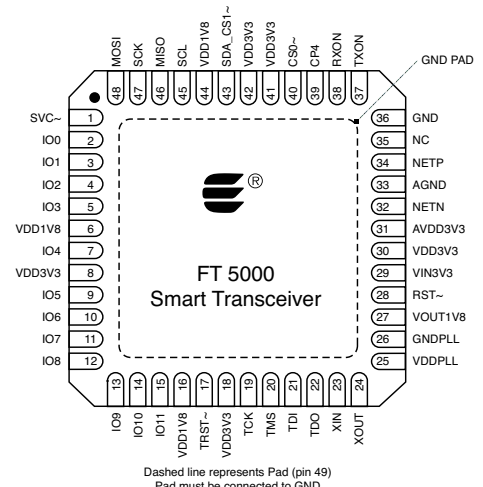 MOSI
SCK
MISO
SCL
VDD1V8
SDA_CS1~
VDD3V3
VDD3V3
CS0~
CP4
RXON
TXON
48
47
46
45
44
43
42
41
40
39
38
37
GND PAD
SVC~ 1
IO0 2
IO1 3
IO2 4
IO3 5
VDD1V8 6
IO4 7
VDD3V3 8
IO5 9
IO6 10
IO7 11
IO8 12
®
FT 5000
Smart Transceiver
36 GND
35 NC
34 NETP
33 AGND
32 NETN
31 AVDD3V3
30 VDD3V3
29 VIN3V3
28 RST~
27 VOUT1V8
26 GNDPLL
25 VDDPLL
13
14
15
16
17
18
19
20
21
22
23
24
IO9
IO10
IO11
VDD1V8
TRST~
VDD3V3
TCK
TMS
TDI
TDO
XIN
XOUT
Dashed line represents Pad (pin 49)
Pad must be connected to GND